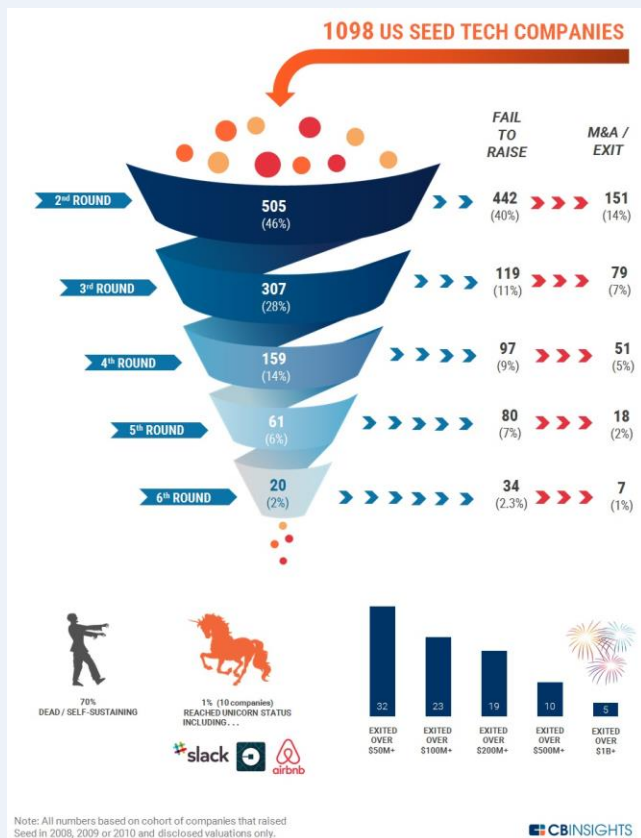 1098 US SEED TECH COMPANIES
FAIL
TO
RAISE
M&A /
EXIT
2nd ROUND
505
(46%)
442
(40%)
151
(14%)
3rd ROUND
307
(28%)
119
(11%)
79
(7%)
4th ROUND
159
(14%)
97
(9%)
51
(5%)
5th ROUND
61
(6%)
80
(7%)
18
(2%)
6th ROUND
20
(2%)
34
(2.3%)
7
(1%)
70%
DEAD / SELF-SUSTAINING
1% (10 companies)
REACHED UNICORN STATUS
INCLUDING. . .
slack
airbnb
32
23
19
10
5
EXITED
OVER
$50M+
EXITED
OVER
$100M+
EXITED
OVER
$200M+
EXITED
OVER
$500M+
EXITED
OVER
$1B+
Note: All numbers based on cohort of companies that raised
Seed in 2008, 2009 or 2010 and disclosed valuations only.
CBINSIGHTS